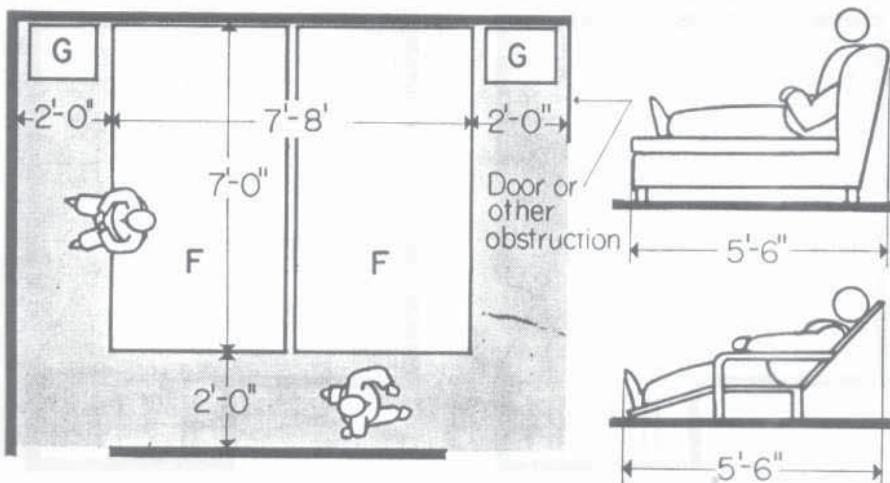 G
G
2'-0"
7'-8'
2'-0"
7'-0"
Door or
other
obstruction
F
F
2'-0"
5'-6"
5'-6"